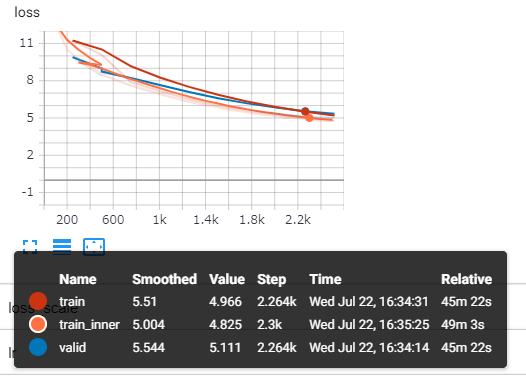 loss
11
8
5
2
-1
200 600 1k 1.4k 1.8k 2.2k
Name Smoothed Value Step Time Relative
train 5.51 4.966 2.264k Wed Jul 22, 16:34:31 45m 22s
train_inner 5.004 4.825 2.3k Wed Jul 22, 16:35:25 49m 3s
valid 5.544 5.111 2.264k Wed Jul 22, 16:34:14 45m 22s
loss_scale
lr